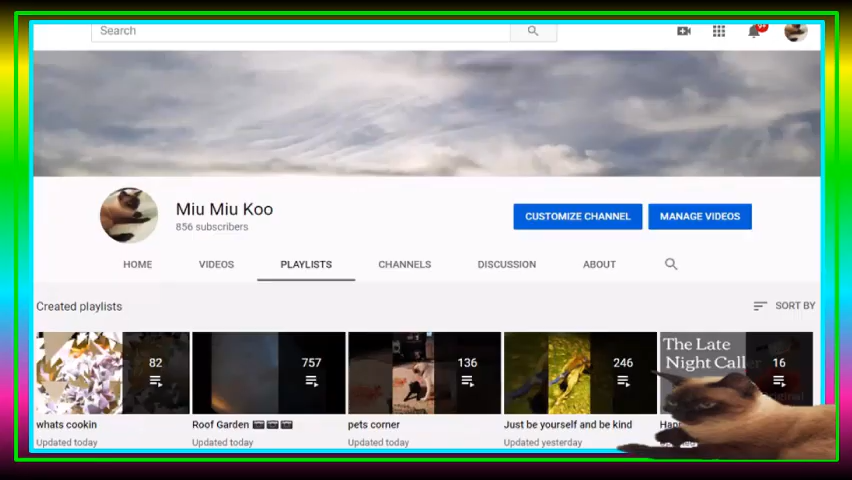 Search
9+
Miu Miu Koo
856 subscribers
CUSTOMIZE CHANNEL
MANAGE VIDEOS
HOME
VIDEOS
PLAYLISTS
CHANNELS
DISCUSSION
ABOUT
Created playlists
SORT BY
82
757
136
246
The Late
Night Caller
16
whats cookin
Roof Garden
pets corner
Just be yourself and be kind
Updated today
Updated today
Updated today
Updated yesterday